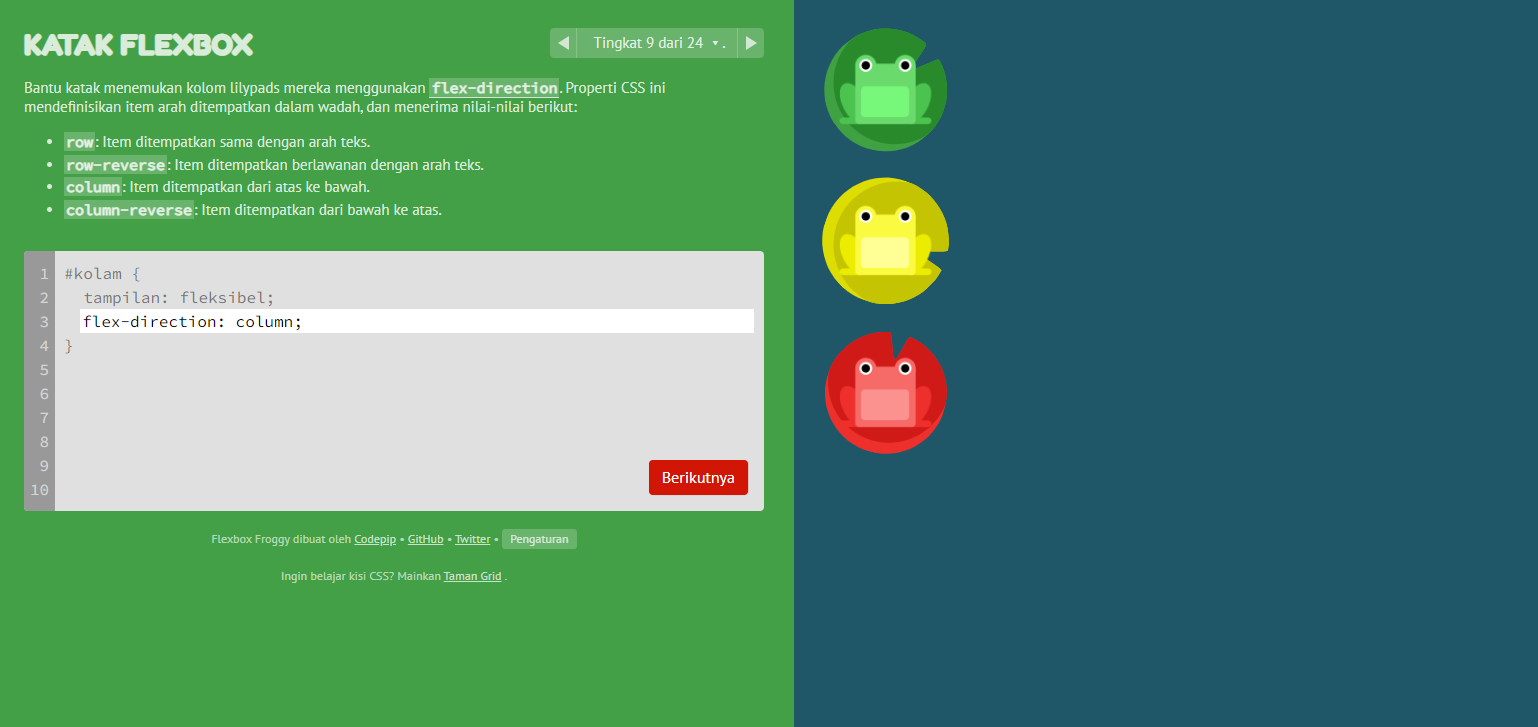 KATAK FLEXBOX
Tingkat 9 dari 24 ▼ .
Bantu katak menemukan kolom lilypads mereka menggunakan flex-direction. Properti CSS ini
mendefinisikan item arah ditempatkan dalam wadah, dan menerima nilai-nilai berikut:
• row: Item ditempatkan sama dengan arah teks.
• row-reverse: Item ditempatkan berlawanan dengan arah teks.
• column: Item ditempatkan dari atas ke bawah.
• column-reverse: Item ditempatkan dari bawah ke atas.
1 #kolam {
2 tampilan: fleksibel;
3 flex-direction: column;
4 }
5
6
7
8
9
10
Berikutnya
Flexbox Froggy dibuat oleh Codepip • GitHub • Twitter • Pengaturan
Ingin belajar kisi CSS? Mainkan Taman Grid .